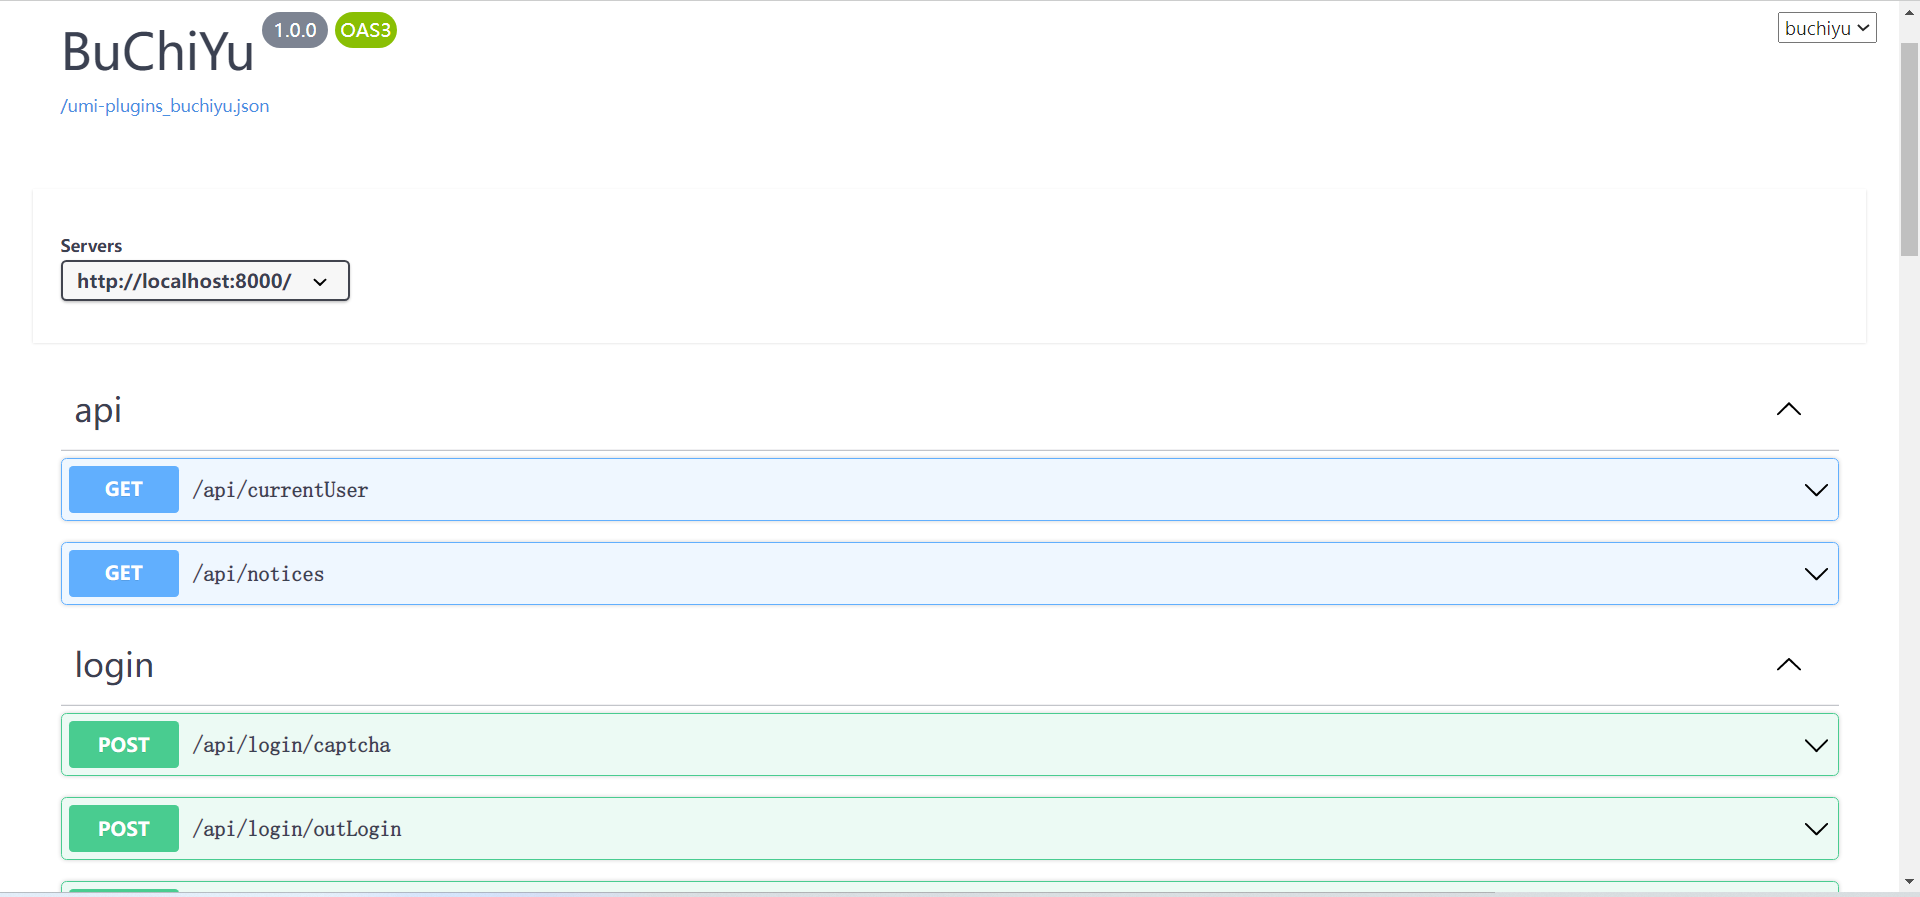 BuChiYu 1.0.0 OAS3
buchiyu
/umi-plugins_buchiyu.json
Servers
http://localhost:8000/
api
GET /api/currentUser
GET /api/notices
login
POST /api/login/captcha
POST /api/login/outLogin